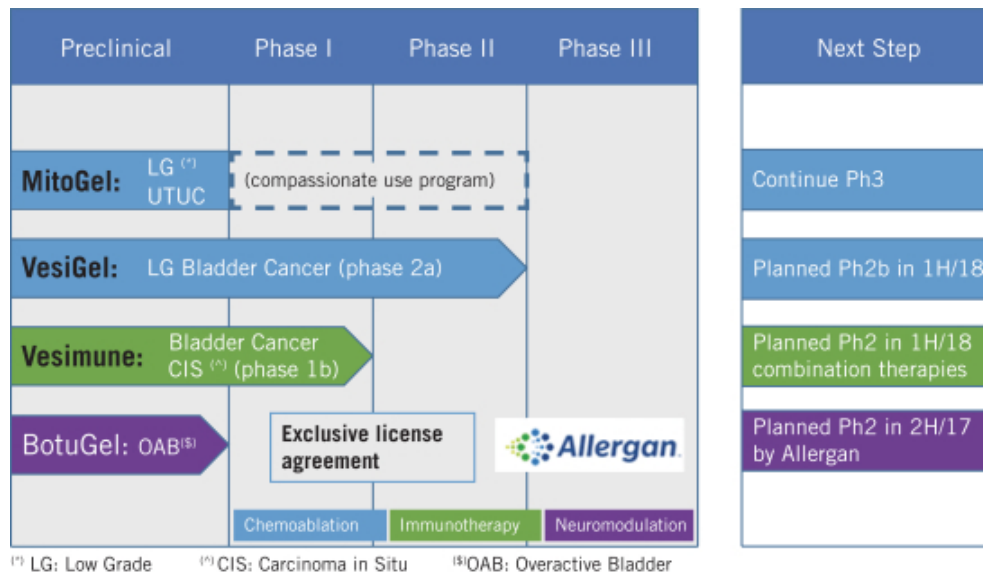 Preclinical Phase I Phase II Phase III Next Step
MitoGel: LG (*)
UTUC
(compassionate use program)
Continue Ph3
VesiGel: LG Bladder Cancer (phase 2a)
Planned Ph2b in 1H/18
Vesimune: Bladder Cancer
CIS (^) (phase 1b)
Planned Ph2 in 1H/18
combination therapies
BotuGel: OAB($)
Exclusive license
agreement
Allergan
Planned Ph2 in 2H/17
by Allergan
Chemoablation Immunotherapy Neuromodulation
(*) LG: Low Grade (^)CIS: Carcinoma in Situ ($)OAB: Overactive Bladder